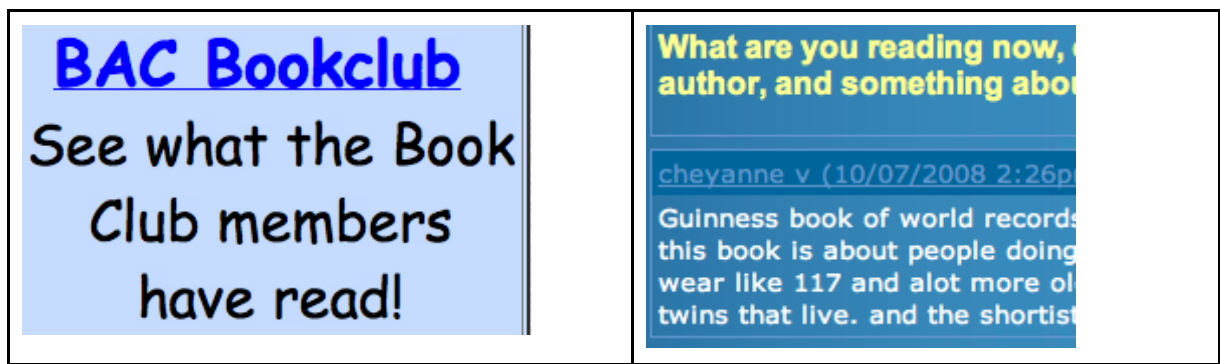 BAC Bookclub
See what the Book
Club members
have read!
What are you reading now,
author, and something
cheyanne v (10/07/2008 2:26
Guinness book of world records
this book is about people doing
wear like 117 and alot more
twins that live. and the shortist